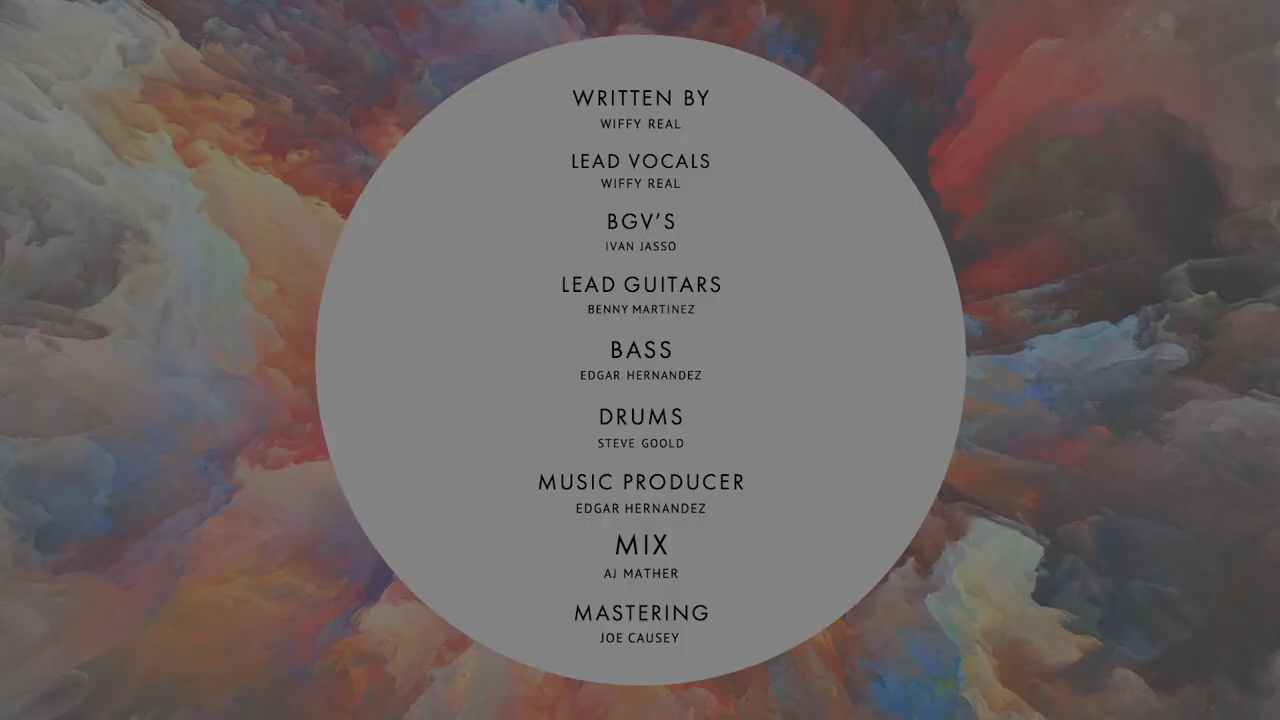 WRITTEN BY
WIFFY REAL
LEAD VOCALS
WIFFY REAL
BGV'S
IVAN JASSO
LEAD GUITARS
BENNY MARTINEZ
BASS
EDGAR HERNANDEZ
DRUMS
STEVE GOOLD
MUSIC PRODUCER
EDGAR HERNANDEZ
MIX
AJ MATHER
MASTERING
JOE CAUSEY